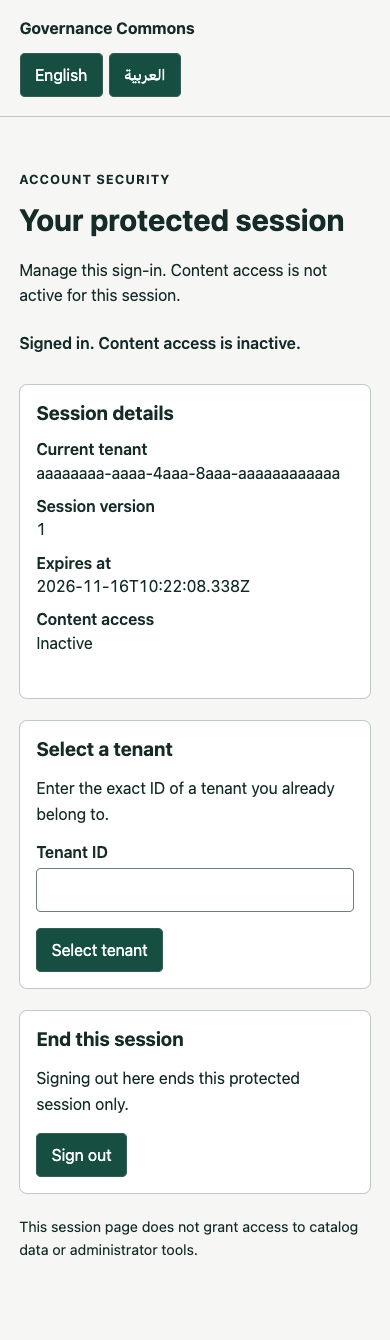 Governance Commons
English
العربية
ACCOUNT SECURITY
Your protected session
Manage this sign-in. Content access is not
active for this session.
Signed in. Content access is inactive.
Session details
Current tenant
aaaaaaaa-aaaa-4aaa-8aaa-aaaaaaaaaaaa
Session version
1
Expires at
2026-11-16T10:22:08.338Z
Content access
Inactive
Select a tenant
Enter the exact ID of a tenant you already
belong to.
Tenant ID
Select tenant
End this session
Signing out here ends this protected
session only.
Sign out
This session page does not grant access to catalog
data or administrator tools.